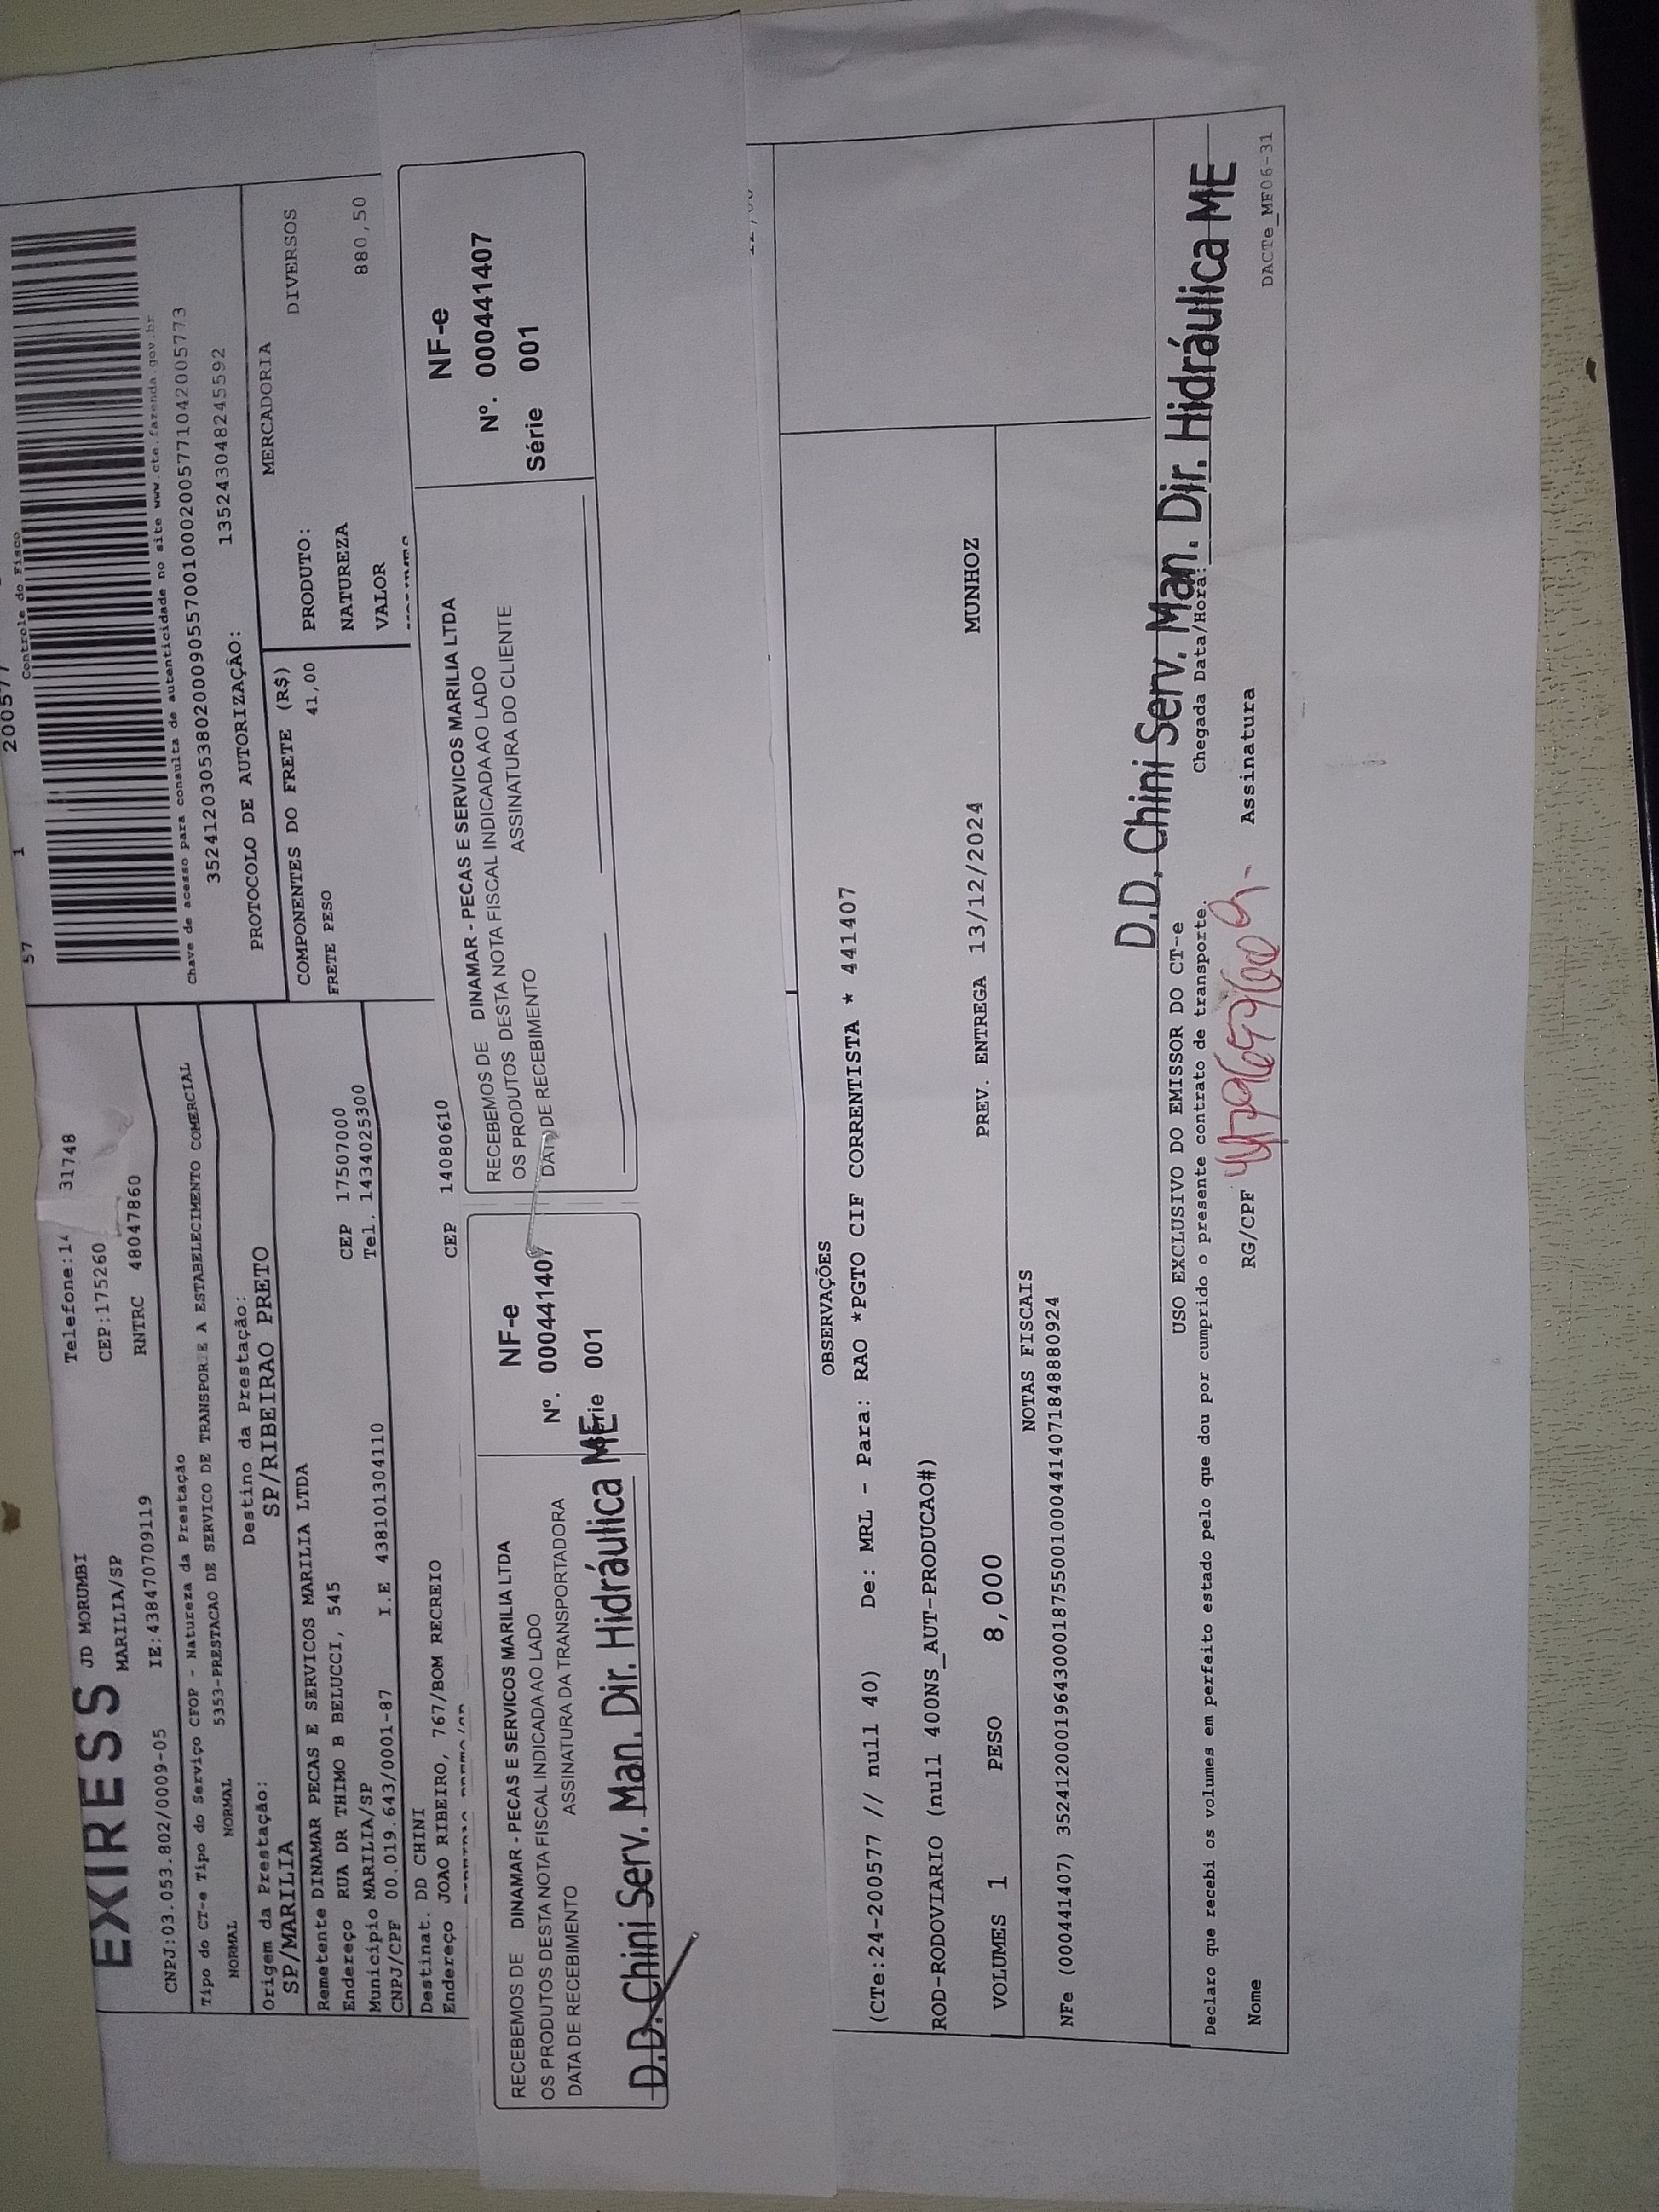 57 1 200577
Controle do Fisco
Chave de acesso para consulta de autenticidade no site www.cte.fazenda.gov.br
35241203053802000905570010002005771042005773
PROTOCOLO DE AUTORIZAÇÃO: 135243048245592
EXIRESS
JD MORUMBI Telefone:14 31748
MARILIA/SP CEP:175260
CNPJ:03.053.802/0009-05 IE:438470709119 RNTRC 48047860
Tipo do CT-e Tipo do Serviço CFOP - Natureza da Prestação
NORMAL NORMAL 5353-PRESTACAO DE SERVICO DE TRANSPORTE A ESTABELECIMENTO COMERCIAL
Origem da Prestação: Destino da Prestação:
SP/MARILIA SP/RIBEIRAO PRETO
Remetente DINAMAR PECAS E SERVICOS MARILIA LTDA
Endereço RUA DR THIMO B BELUCCI, 545 CEP 17507000
Município MARILIA/SP Tel. 1434025300
CNPJ/CPF 00.019.643/0001-87 I.E 438101304110
Destinat. DD CHINI
Endereço JOAO RIBEIRO, 767/BOM RECREIO CEP 14080610
COMPONENTES DO FRETE (R$)
FRETE PESO 41,00
MERCADORIA
PRODUTO: DIVERSOS
NATUREZA
VALOR 880,50
RECEBEMOS DE DINAMAR - PECAS E SERVICOS MARILIA LTDA
OS PRODUTOS DESTA NOTA FISCAL INDICADA AO LADO
DATA DE RECEBIMENTO ASSINATURA DA TRANSPORTADORA
D.D. Chini Serv. Man. Dir. Hidráulica ME
NF-e
Nº. 000441407
Série 001
RECEBEMOS DE DINAMAR - PECAS E SERVICOS MARILIA LTDA
OS PRODUTOS DESTA NOTA FISCAL INDICADA AO LADO
DATA DE RECEBIMENTO ASSINATURA DO CLIENTE
NF-e
Nº. 000441407
Série 001
OBSERVAÇÕES
(CTe:24-200577 // null 40) De: MRL - Para: RAO *PGTO CIF CORRENTISTA * 441407
ROD-RODOVIARIO (null 400NS_AUT-PRODUCAO#)
VOLUMES 1 PESO 8,000 PREV. ENTREGA 13/12/2024 MUNHOZ
NOTAS FISCAIS
NFe (000441407) 35241200019643000187550010004414071848880924
D.D. Chini Serv. Man. Dir. Hidráulica ME
USO EXCLUSIVO DO EMISSOR DO CT-e
Declaro que recebi os volumes em perfeito estado pelo que dou por cumprido o presente contrato de transporte. Chegada Data/Hora:
Nome RG/CPF Assinatura
DACTe_MF06-31